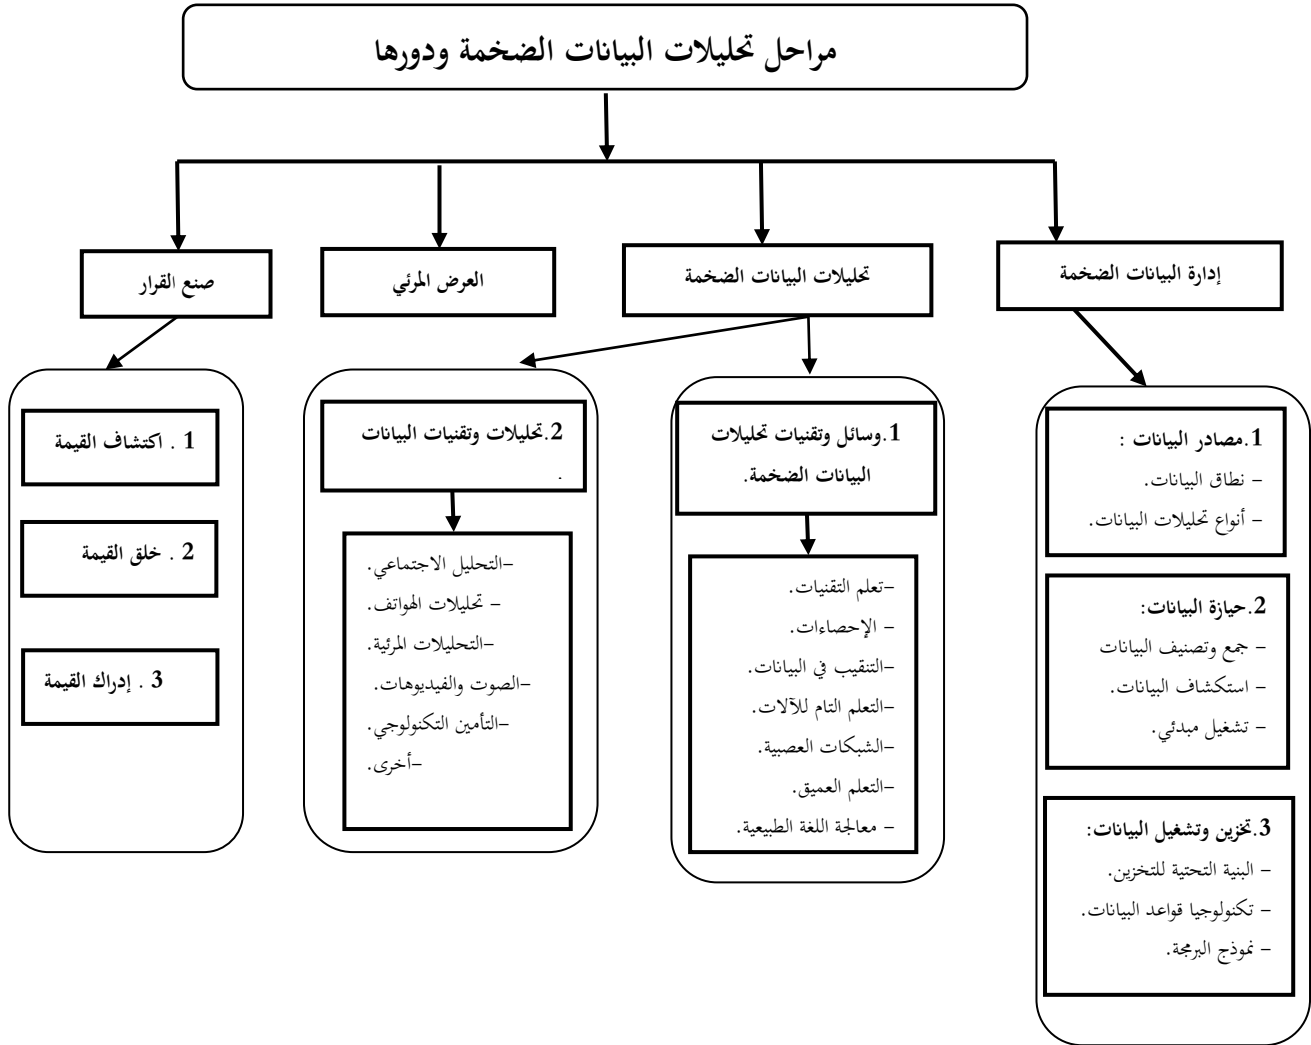 مراحل تحليلات البيانات الضخمة ودورها
إدارة البيانات الضخمة
تحليلات البيانات الضخمة
العرض المرئي
صنع القرار
1.مصادر البيانات :
- نطاق البيانات.
- أنواع تحليلات البيانات.
2.حيازة البيانات:
- جمع وتصنيف البيانات
- استكشاف البيانات.
- تشغيل مبدئي.
3.تخزين وتشغيل البيانات:
- البنية التحتية للتخزين.
- تكنولوجيا قواعد البيانات.
- نموذج البرمجة.
1.وسائل وتقنيات تحليلات
البيانات الضخمة.
-تعلم التقنيات.
- الإحصاءات.
-التنقيب في البيانات.
-التعلم التام للآلات.
-الشبكات العصبية.
-التعلم العميق.
- معالجة اللغة الطبيعية.
2.تحليلات وتقنيات البيانات
.
-التحليل الاجتماعي.
- تحليلات الهواتف.
-التحليلات المرئية.
-الصوت والفيديوهات.
-التأمين التكنولوجي.
-أخرى.
1 . اكتشاف القيمة
2 . خلق القيمة
3 . إدراك القيمة